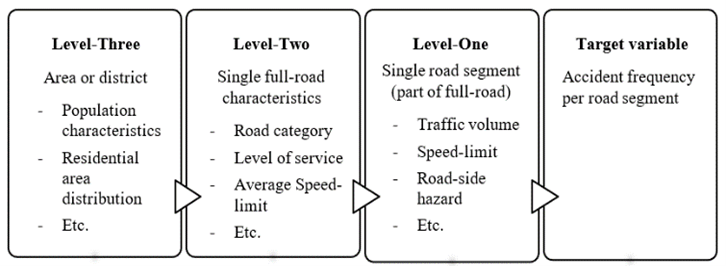 Level-Three
Area or district
- Population
characteristics
- Residential
area
distribution
- Etc.
Level-Two
Single full-road
characteristics
- Road category
- Level of service
- Average Speed-
limit
- Etc.
Level-One
Single road segment
(part of full-road)
- Traffic volume
- Speed-limit
- Road-side
hazard
- Etc.
Target variable
Accident frequency
per road segment